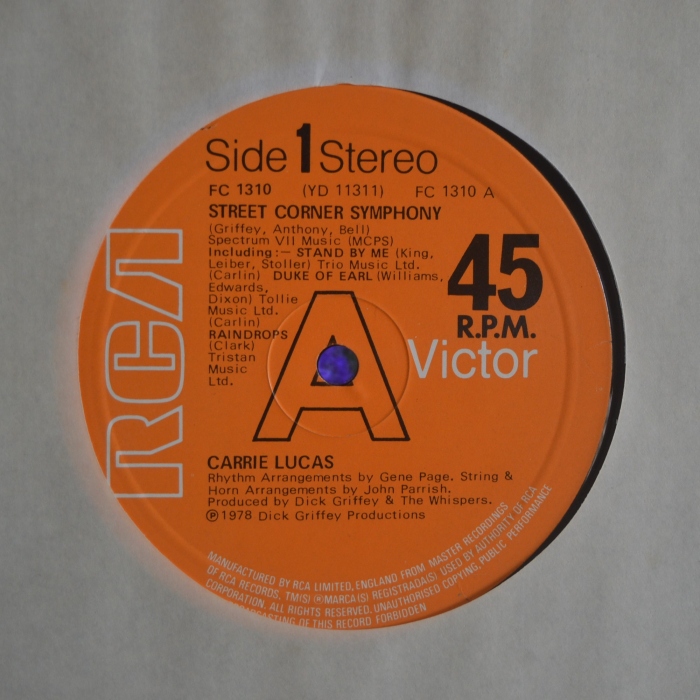 Side 1 Stereo
FC 1310 (YD 11311) FC 1310 A
STREET CORNER SYMPHONY
(Griffey, Anthony, Bell)
Spectrum VII Music (MCPS)
Including:— STAND BY ME (King,
Leiber, Stoller) Trio Music Ltd.
(Carlin) DUKE OF EARL (Williams,
Edwards,
Dixon) Tollie
Music Ltd.
(Carlin)
RAINDROPS
(Clark)
Tristan
Music
Ltd.
A
45
R.P.M.
RCA
Victor
CARRIE LUCAS
Rhythm Arrangements by Gene Page. String &
Horn Arrangements by John Parrish.
Produced by Dick Griffey & The Whispers.
℗1978 Dick Griffey Productions
MANUFACTURED BY RCA LIMITED, ENGLAND FROM MASTER RECORDINGS
OF RCA RECORDS. TM(S) ® MARCA(S) REGISTRADA(S) USED BY AUTHORITY OF RCA
CORPORATION. ALL RIGHTS RESERVED. UNAUTHORISED COPYING, PUBLIC PERFORMANCE
BROADCASTING OF THIS RECORD FORBIDDEN